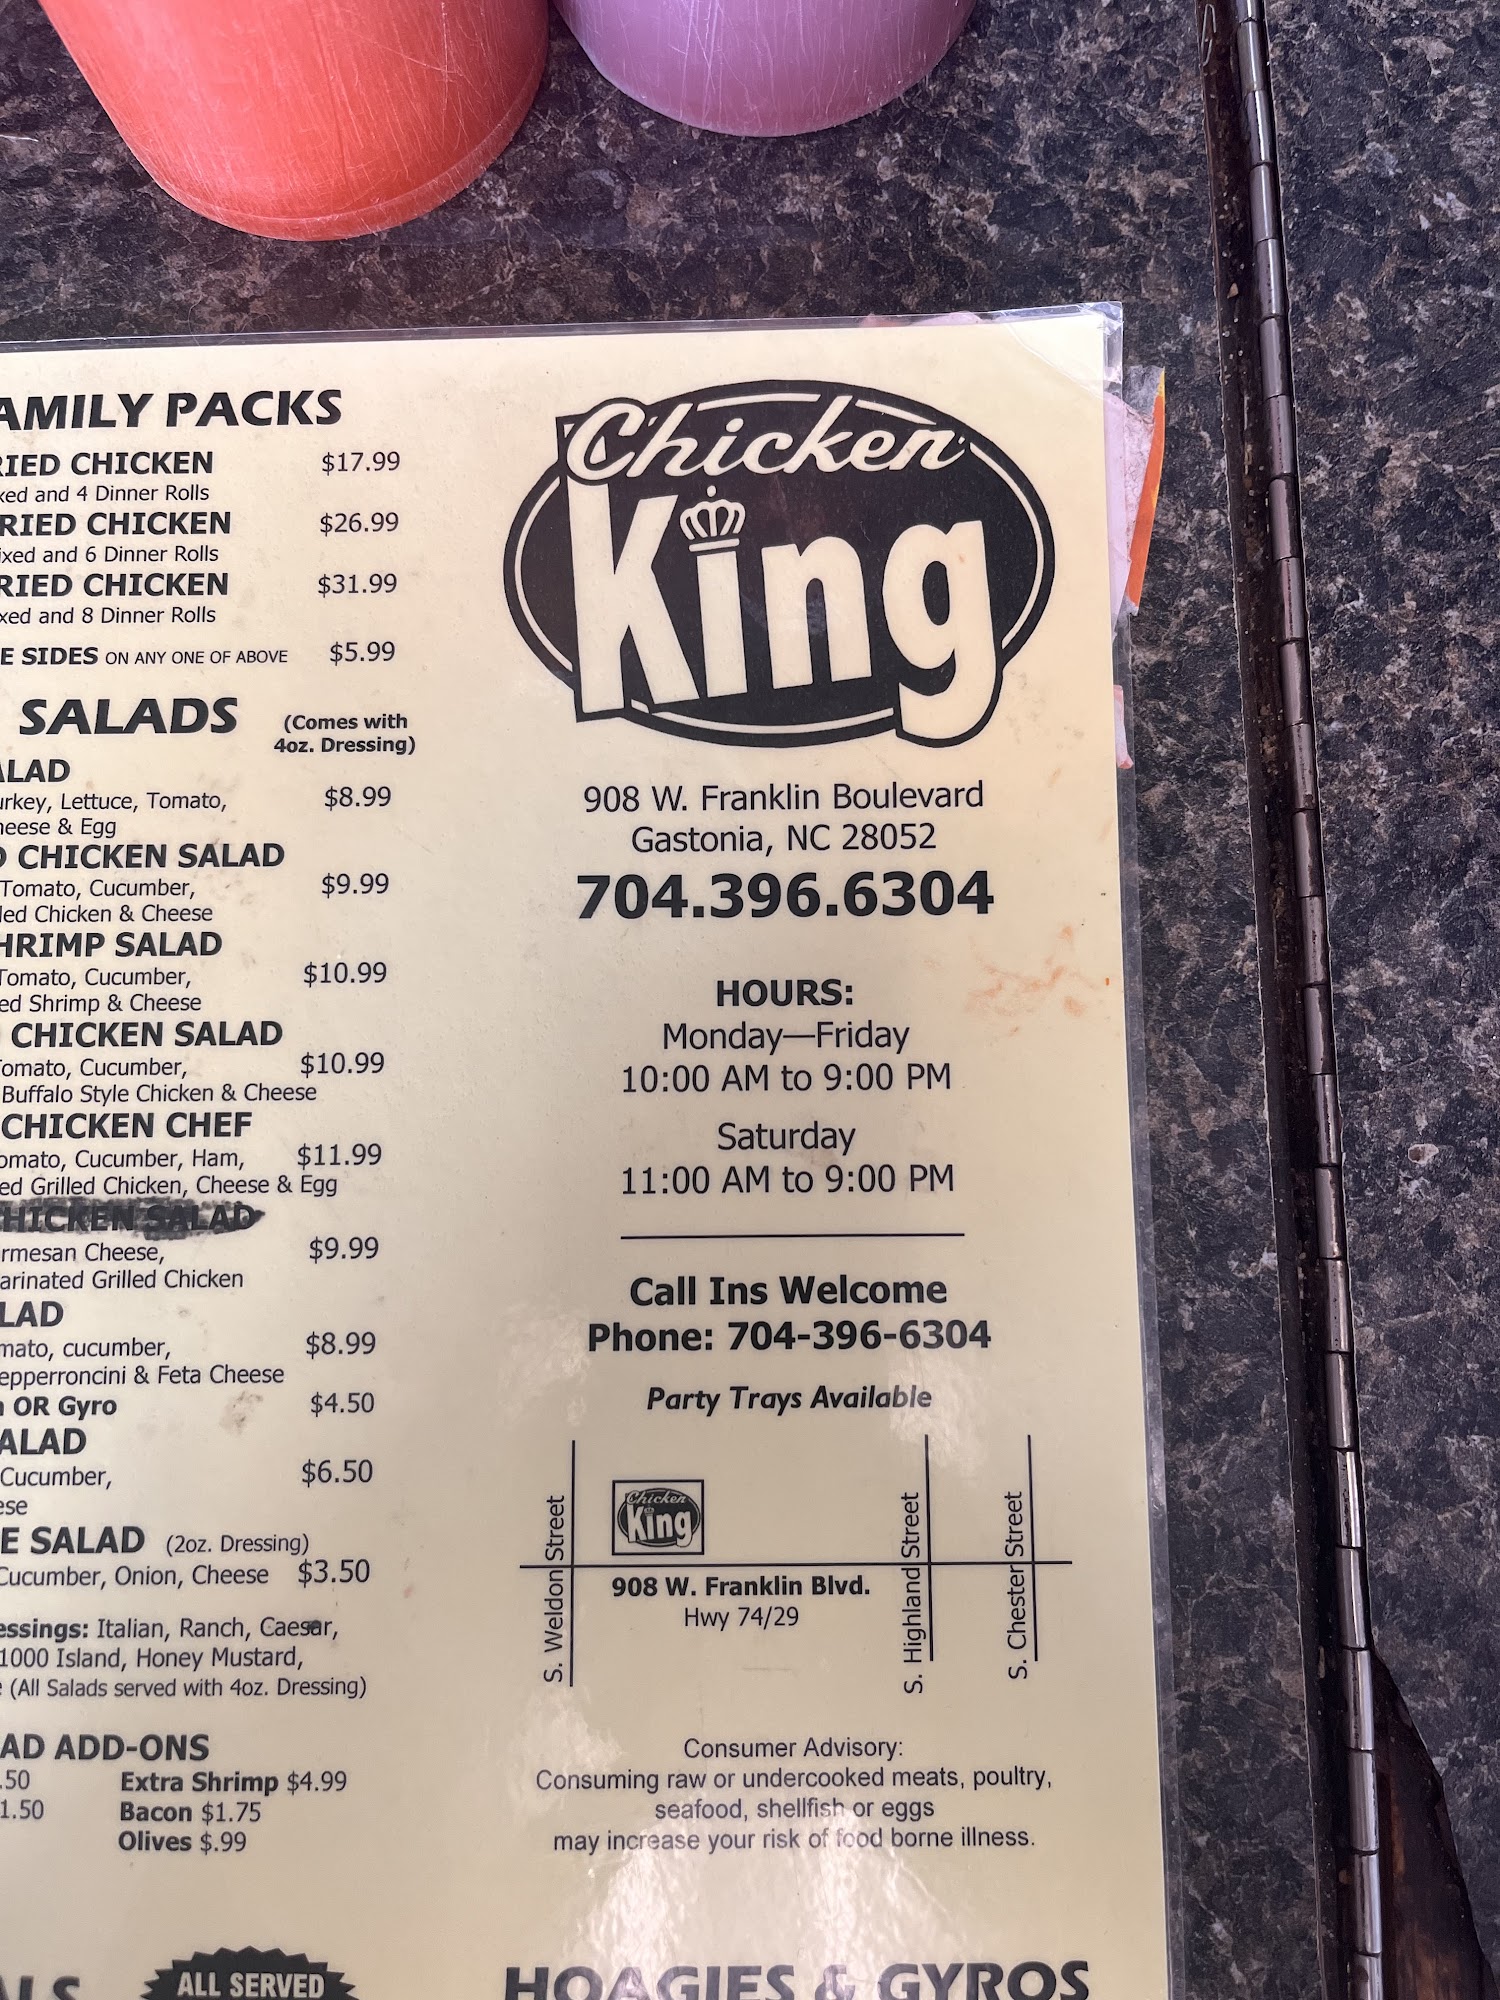 AMILY PACKS
RIED CHICKEN $17.99
xed and 4 Dinner Rolls
RIED CHICKEN $26.99
ixed and 6 Dinner Rolls
RIED CHICKEN $31.99
xed and 8 Dinner Rolls
E SIDES ON ANY ONE OF ABOVE $5.99
SALADS (Comes with
4oz. Dressing)
ALAD
urkey, Lettuce, Tomato, $8.99
heese & Egg
CHICKEN SALAD
Tomato, Cucumber, $9.99
led Chicken & Cheese
HRIMP SALAD
Tomato, Cucumber, $10.99
ed Shrimp & Cheese
CHICKEN SALAD
Tomato, Cucumber, $10.99
Buffalo Style Chicken & Cheese
CHICKEN CHEF
omato, Cucumber, Ham, $11.99
ed Grilled Chicken, Cheese & Egg
HICKEN SALAD
rmesan Cheese, $9.99
arinated Grilled Chicken
LAD
mato, cucumber, $8.99
epperroncini & Feta Cheese
OR Gyro $4.50
ALAD
Cucumber, $6.50
ese
E SALAD (2oz. Dressing)
Cucumber, Onion, Cheese $3.50
essings: Italian, Ranch, Caesar,
1000 Island, Honey Mustard,
(All Salads served with 4oz. Dressing)
AD ADD-ONS
.50 Extra Shrimp $4.99
1.50 Bacon $1.75
Olives $.99
ALS
ALL SERVED
Chicken
King
908 W. Franklin Boulevard
Gastonia, NC 28052
704.396.6304
HOURS:
Monday—Friday
10:00 AM to 9:00 PM
Saturday
11:00 AM to 9:00 PM
Call Ins Welcome
Phone: 704-396-6304
Party Trays Available
S. Weldon Street
Chicken
King
S. Highland Street
S. Chester Street
908 W. Franklin Blvd.
Hwy 74/29
Consumer Advisory:
Consuming raw or undercooked meats, poultry,
seafood, shellfish or eggs
may increase your risk of food borne illness.
HOAGIES & GYROS